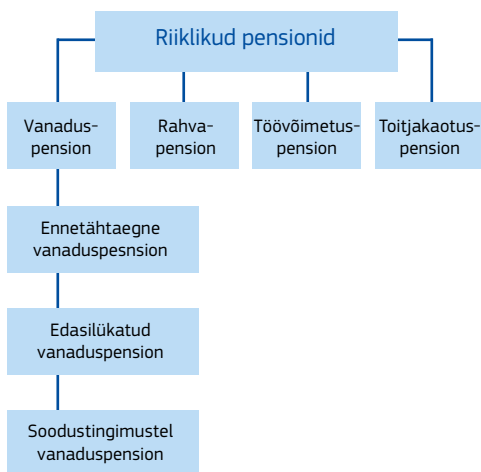 Riiklikud pensionid
Vanadus-
pension
Rahva-
pension
Töövõimetus-
pension
Toitjakaotus-
pension
Ennetähtaegne
vanaduspesnsion
Edasilükatud
vanaduspension
Soodustingimustel
vanaduspension